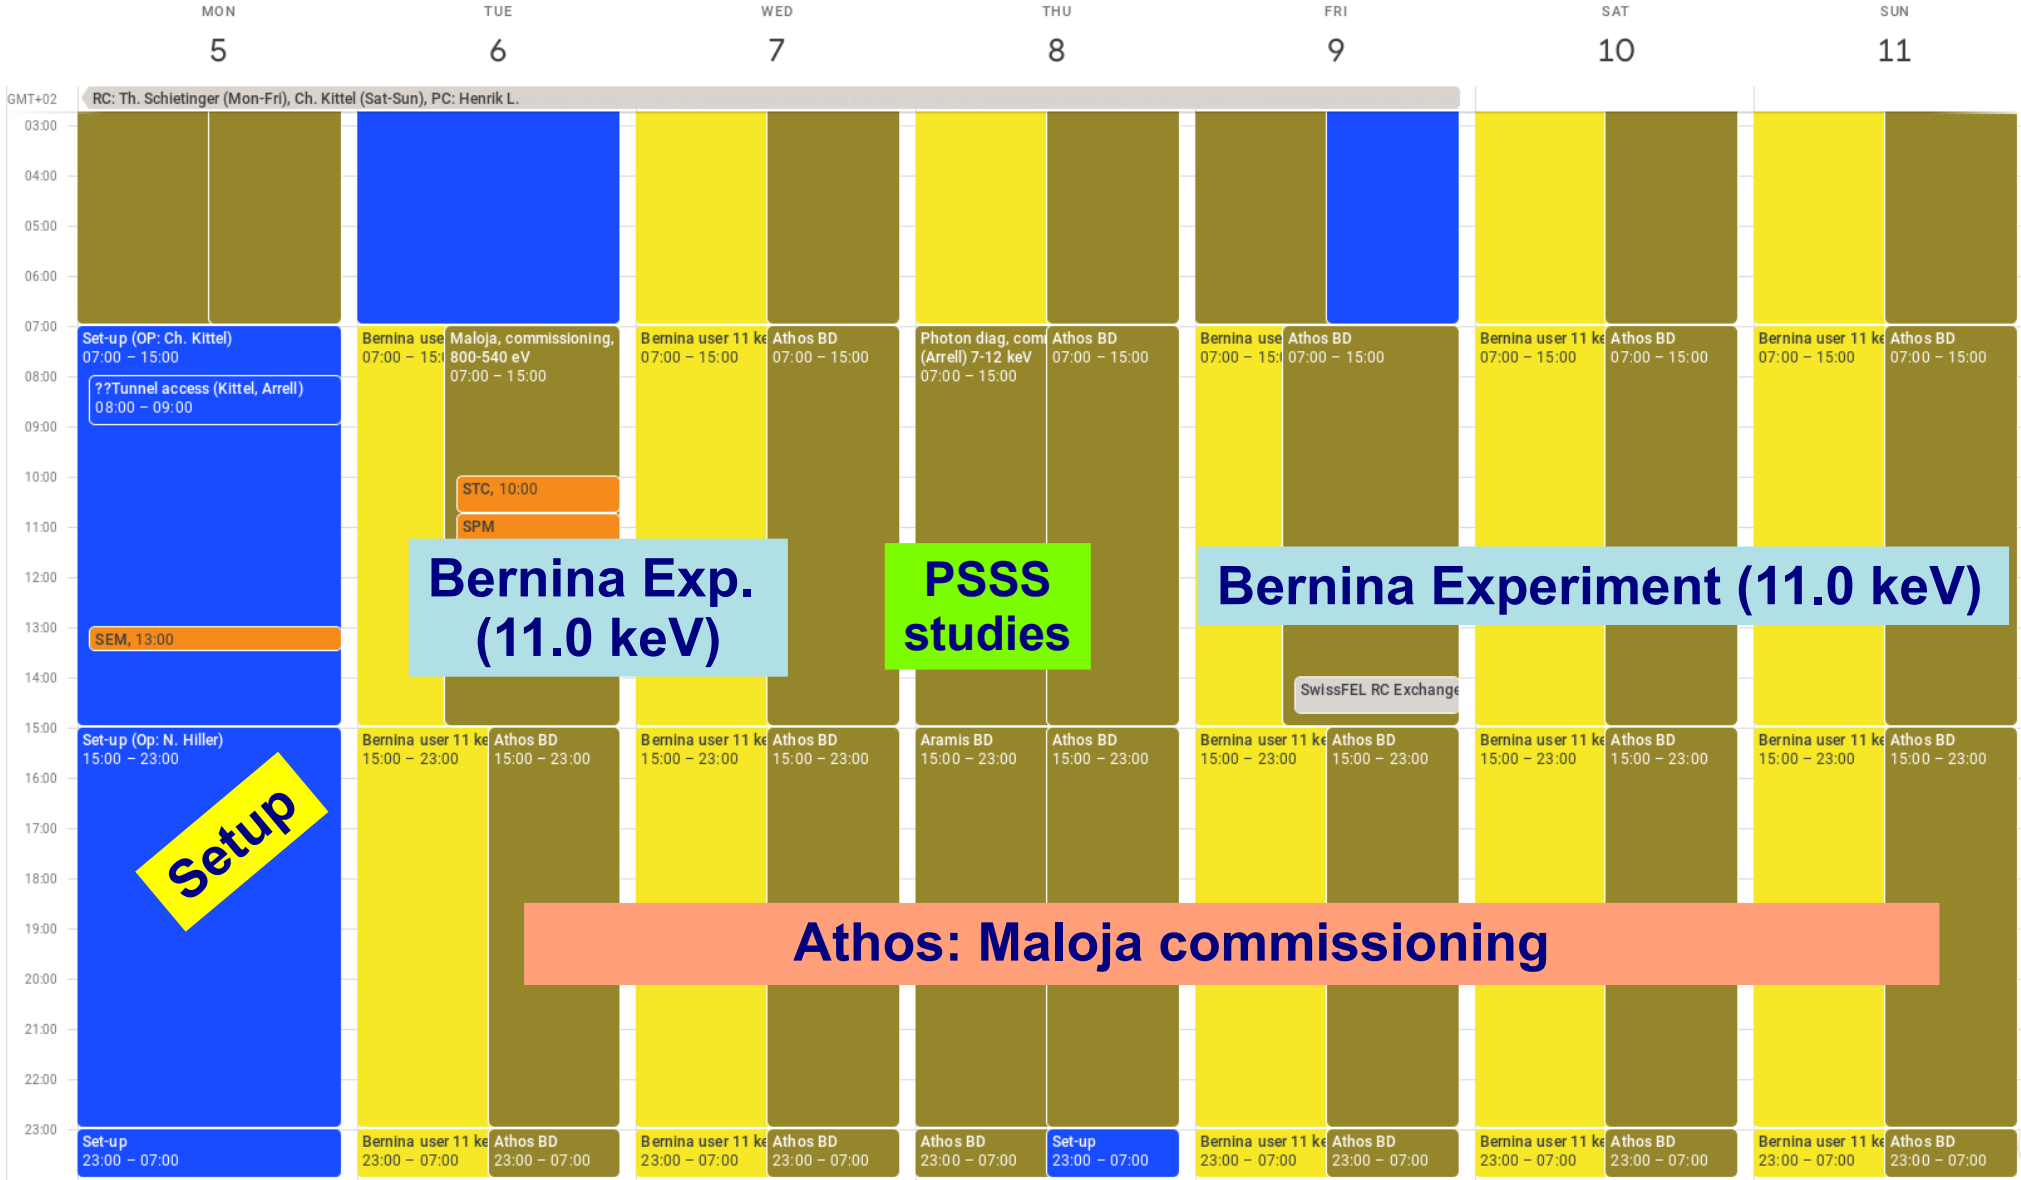 MON TUE WED THU FRI SAT SUN
5 6 7 8 9 10 11
GMT+02
RC: Th. Schietinger (Mon-Fri), Ch. Kittel (Sat-Sun), PC: Henrik L.
03:00
04:00
05:00
06:00
07:00
08:00
09:00
10:00
11:00
12:00
13:00
14:00
15:00
16:00
17:00
18:00
19:00
20:00
21:00
22:00
23:00
Set-up (OP: Ch. Kittel)
07:00 – 15:00
??Tunnel access (Kittel, Arrell)
08:00 – 09:00
SEM, 13:00
Set-up (Op: N. Hiller)
15:00 – 23:00
Setup
Set-up
23:00 – 07:00
Bernina use
07:00 – 15:0
Maloja, commissioning,
800-540 eV
07:00 – 15:00
STC, 10:00
SPM
Bernina Exp.
(11.0 keV)
Bernina user 11 ke
15:00 – 23:00
Athos BD
15:00 – 23:00
Bernina user 11 ke
23:00 – 07:00
Athos BD
23:00 – 07:00
Bernina user 11 ke
07:00 – 15:00
Athos BD
07:00 – 15:00
Bernina user 11 ke
15:00 – 23:00
Athos BD
15:00 – 23:00
Bernina user 11 ke
23:00 – 07:00
Athos BD
23:00 – 07:00
Photon diag, com
(Arrell) 7-12 keV
07:00 – 15:00
Athos BD
07:00 – 15:00
PSSS
studies
Aramis BD
15:00 – 23:00
Athos BD
15:00 – 23:00
Athos BD
23:00 – 07:00
Set-up
23:00 – 07:00
Bernina use
07:00 – 15:0
Athos BD
07:00 – 15:00
Bernina Experiment (11.0 keV)
SwissFEL RC Exchange
Bernina user 11 ke
15:00 – 23:00
Athos BD
15:00 – 23:00
Bernina user 11 ke
23:00 – 07:00
Athos BD
23:00 – 07:00
Bernina user 11 ke
07:00 – 15:00
Athos BD
07:00 – 15:00
Bernina user 11 ke
15:00 – 23:00
Athos BD
15:00 – 23:00
Bernina user 11 ke
23:00 – 07:00
Athos BD
23:00 – 07:00
Bernina user 11 ke
07:00 – 15:00
Athos BD
07:00 – 15:00
Bernina user 11 ke
15:00 – 23:00
Athos BD
15:00 – 23:00
Bernina user 11 ke
23:00 – 07:00
Athos BD
23:00 – 07:00
Athos: Maloja commissioning